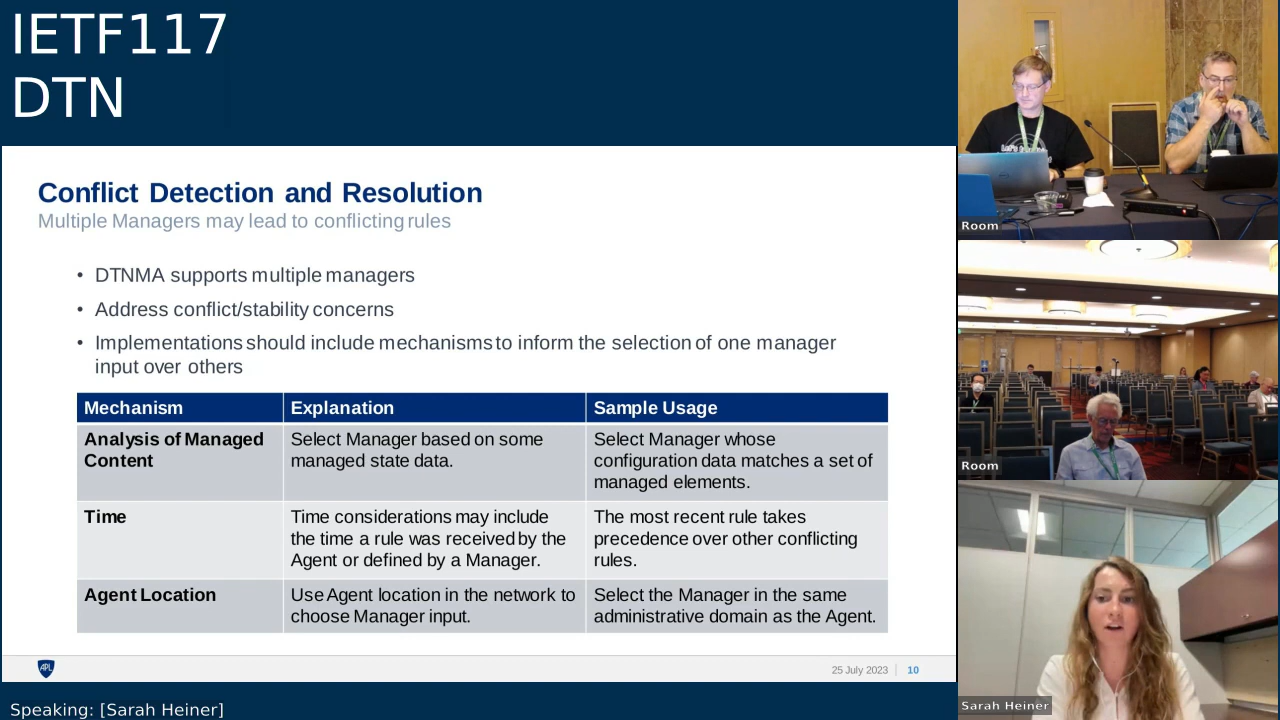 IETF117
DTN
Conflict Detection and Resolution
Multiple Managers may lead to conflicting rules
• DTNMA supports multiple managers
• Address conflict/stability concerns
• Implementations should include mechanisms to inform the selection of one manager
input over others
Mechanism Explanation Sample Usage
Analysis of Managed
Content
Select Manager based on some
managed state data.
Select Manager whose
configuration data matches a set of
managed elements.
Time
Time considerations may include
the time a rule was received by the
Agent or defined by a Manager.
The most recent rule takes
precedence over other conflicting
rules.
Agent Location
Use Agent location in the network to
choose Manager input.
Select the Manager in the same
administrative domain as the Agent.
APL
25 July 2023 10
Speaking: [Sarah Heiner]
Let's
Room
Room
Sarah Heiner